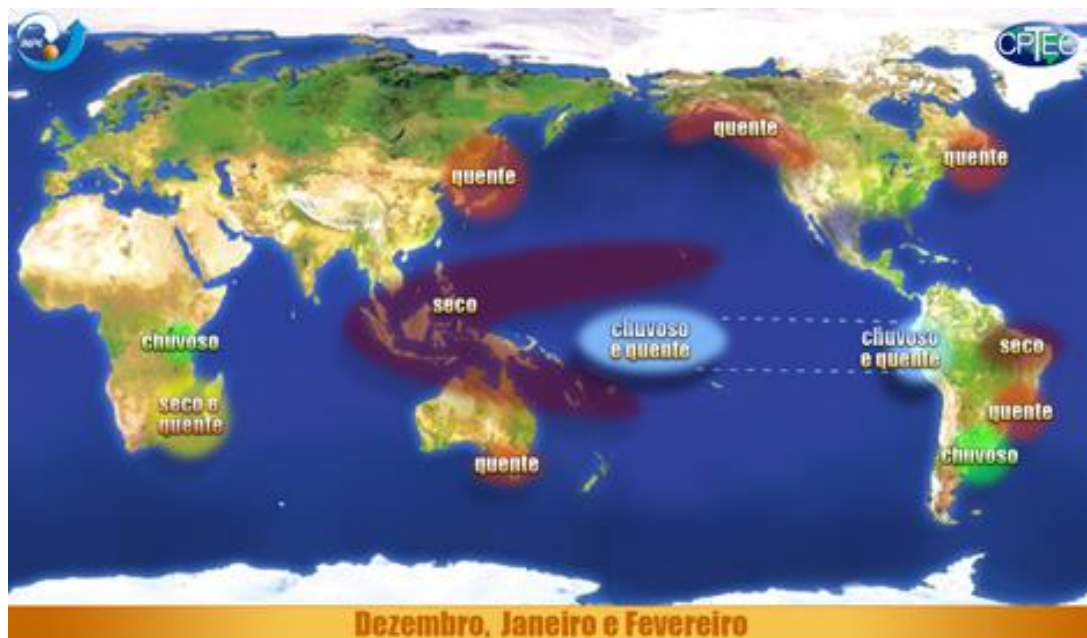 INPE
CPTEC
quente
quente
quente
seco
chuvoso
e quente
chuvoso
e quente
seco
chuvoso
seco e
quente
quente
quente
chuvoso
Dezembro, Janeiro e Fevereiro